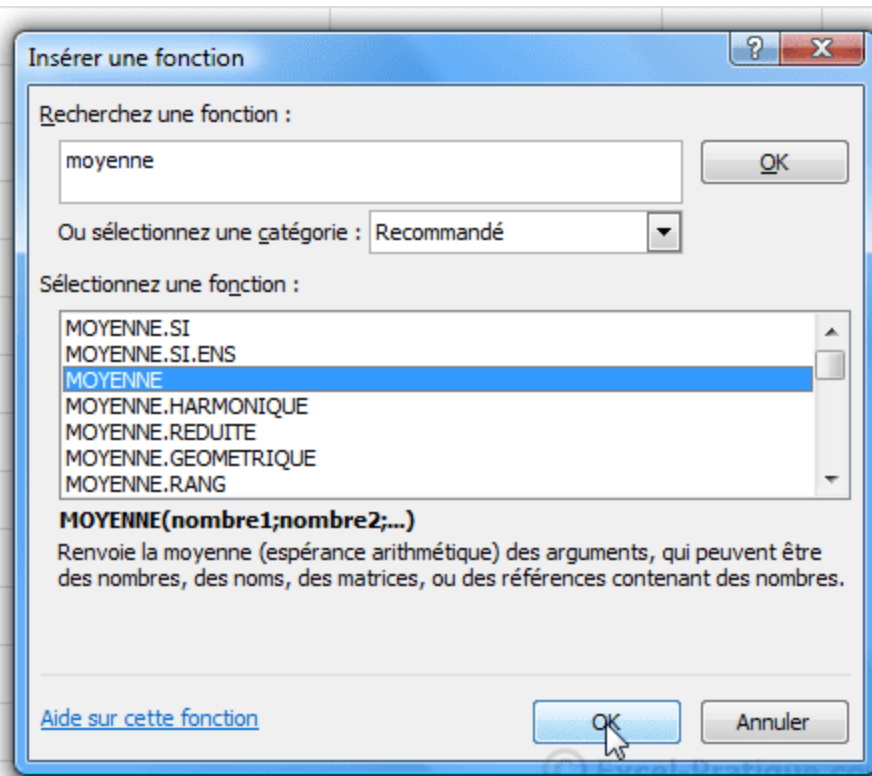 Insérer une fonction
Recherchez une fonction :
moyenne
OK
Ou sélectionnez une catégorie : Recommandé
Sélectionnez une fonction :
MOYENNE.SI
MOYENNE.SI.ENS
MOYENNE
MOYENNE.HARMONIQUE
MOYENNE.REDUITE
MOYENNE.GEOMETRIQUE
MOYENNE.RANG
MOYENNE(nombre1;nombre2;...)
Renvoie la moyenne (espérance arithmétique) des arguments, qui peuvent être
des nombres, des noms, des matrices, ou des références contenant des nombres.
Aide sur cette fonction
OK Annuler
© Excel-Pratique.com